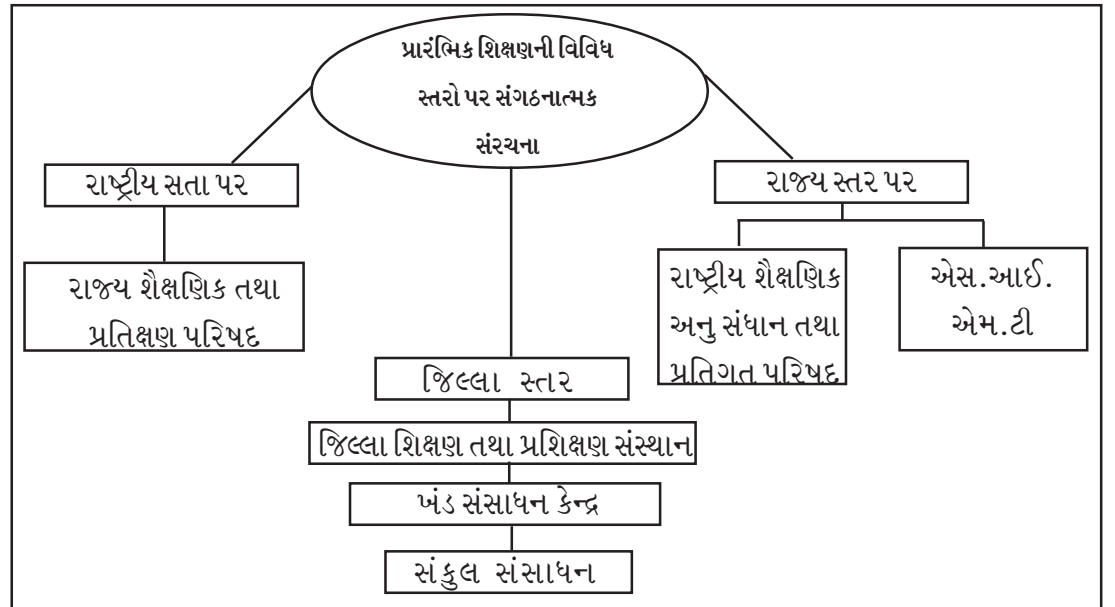 પ્રારંભિક શિક્ષણની વિવિધ
સ્તરો પર સંગઠનાત્મક
સંરચના
રાષ્ટ્રીય સતા પર
રાજ્ય સ્તર પર
રાજ્ય શૈક્ષણિક તથા
પ્રતિક્ષણ પરિષદ
રાષ્ટ્રીય શૈક્ષણિક
અનુ સંધાન તથા
પ્રતિગત પરિષદ
એસ.આઈ.
એમ.ટી
જિલ્લા સ્તર
જિલ્લા શિક્ષણ તથા પ્રશિક્ષણ સંસ્થાન
ખંડ સંસાધન કેન્દ્ર
સંકુલ સંસાધન